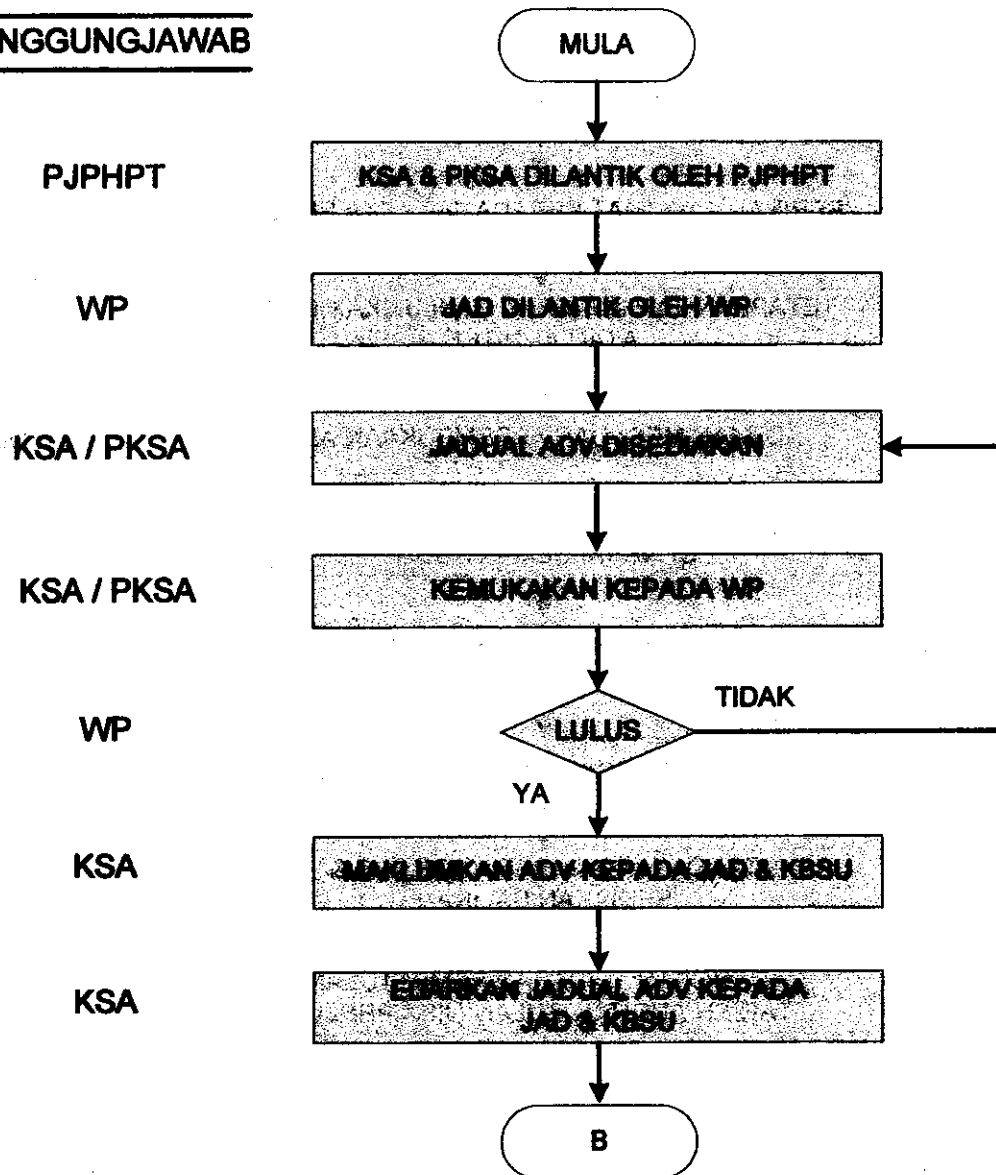 NGGUNGJAWAB
MULA
PJPHPT
KSA & PKSA DILANTIK OLEH PJPHPT
WP
JAD DILANTIK OLEH WP
KSA / PKSA
JADUAL ADV DISEDIAKAN
KSA / PKSA
KEMUKAKAN KEPADA WP
WP
LULUS
TIDAK
YA
KSA
MAKLUMKAN ADV KEPADA JAD & KBSU
KSA
EDARKAN JADUAL ADV KEPADA
JAD & KBSU
B